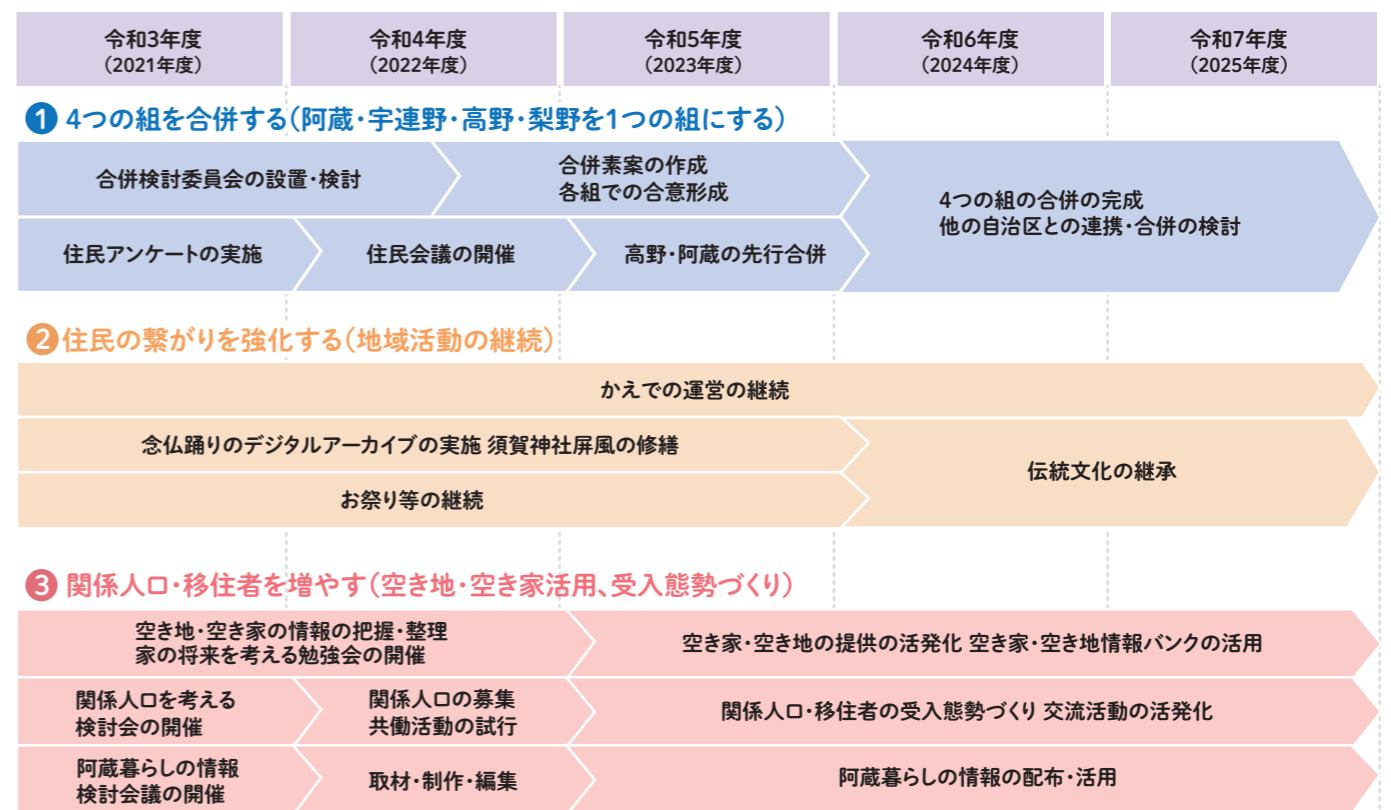 令和3年度
（2021年度）
令和4年度
（2022年度）
令和5年度
（2023年度）
令和6年度
（2024年度）
令和7年度
（2025年度）
1 4つの組を合併する（阿蔵・宇連野・高野・梨野を1つの組にする）
合併検討委員会の設置・検討
合併素案の作成
各組での合意形成
住民アンケートの実施
住民会議の開催
高野・阿蔵の先行合併
4つの組の合併の完成
他の自治区との連携・合併の検討
2 住民の繋がりを強化する（地域活動の継続）
かえでの運営の継続
念仏踊りのデジタルアーカイブの実施 須賀神社屏風の修繕
お祭り等の継続
伝統文化の継承
3 関係人口・移住者を増やす（空き地・空き家活用、受入態勢づくり）
空き地・空き家の情報の把握・整理
家の将来を考える勉強会の開催
空き家・空き地の提供の活発化 空き家・空き地情報バンクの活用
関係人口を考える
検討会の開催
関係人口の募集
共働活動の試行
関係人口・移住者の受入態勢づくり 交流活動の活発化
阿蔵暮らしの情報
検討会議の開催
取材・制作・編集
阿蔵暮らしの情報の配布・活用